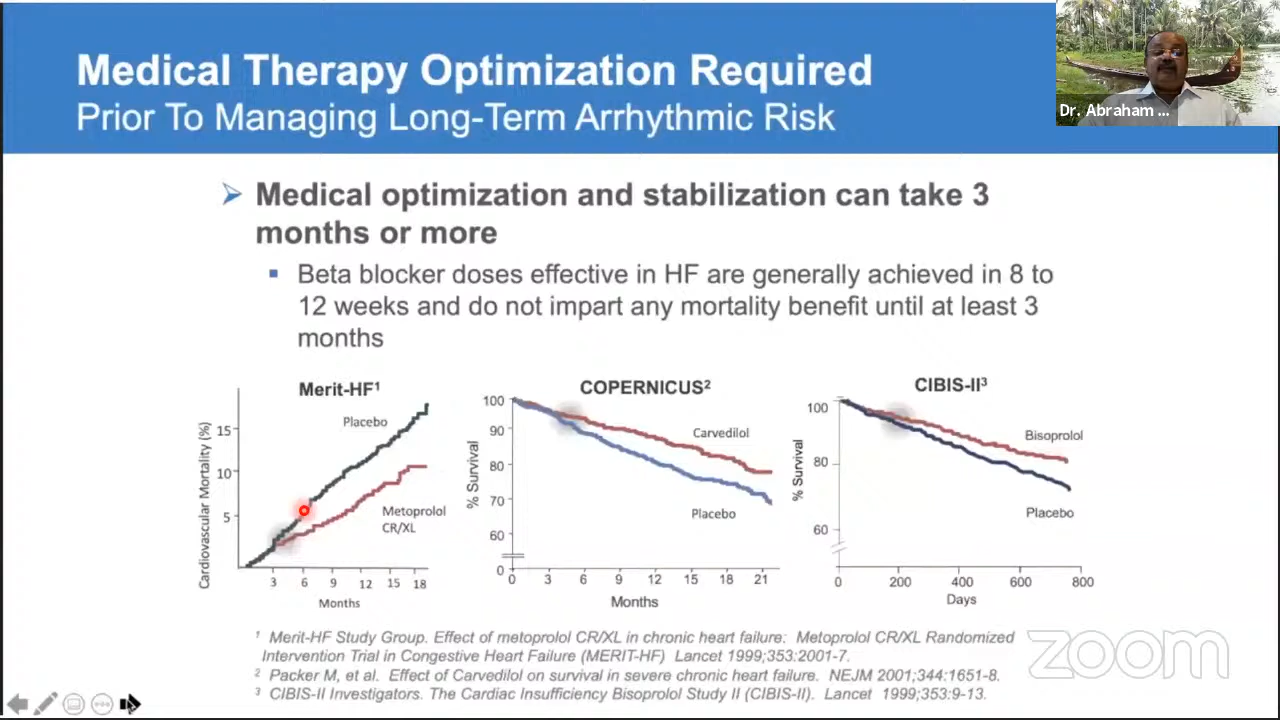 Medical Therapy Optimization Required
Prior To Managing Long-Term Arrhythmic Risk
Dr. Abraham ...
➢ Medical optimization and stabilization can take 3
months or more
▪ Beta blocker doses effective in HF are generally achieved in 8 to
12 weeks and do not impart any mortality benefit until at least 3
months
Merit-HF¹
Cardiovascular Mortality (%)
15
10
5
Placebo
Metoprolol
CR/XL
3 6 9 12 15 18
Months
COPERNICUS²
% Survival
100
90
80
70
60
0
Carvedilol
Placebo
0 3 6 9 12 15 18 21
Months
CIBIS-II³
% Survival
100
80
60
Bisoprolol
Placebo
0 200 400 600 800
Days
¹ Merit-HF Study Group. Effect of metoprolol CR/XL in chronic heart failure: Metoprolol CR/XL Randomized
Intervention Trial in Congestive Heart Failure (MERIT-HF) Lancet 1999;353:2001-7.
² Packer M, et al. Effect of Carvedilol on survival in severe chronic heart failure. NEJM 2001;344:1651-8.
³ CIBIS-II Investigators. The Cardiac Insufficiency Bisoprolol Study II (CIBIS-II). Lancet 1999;353:9-13.
zoom